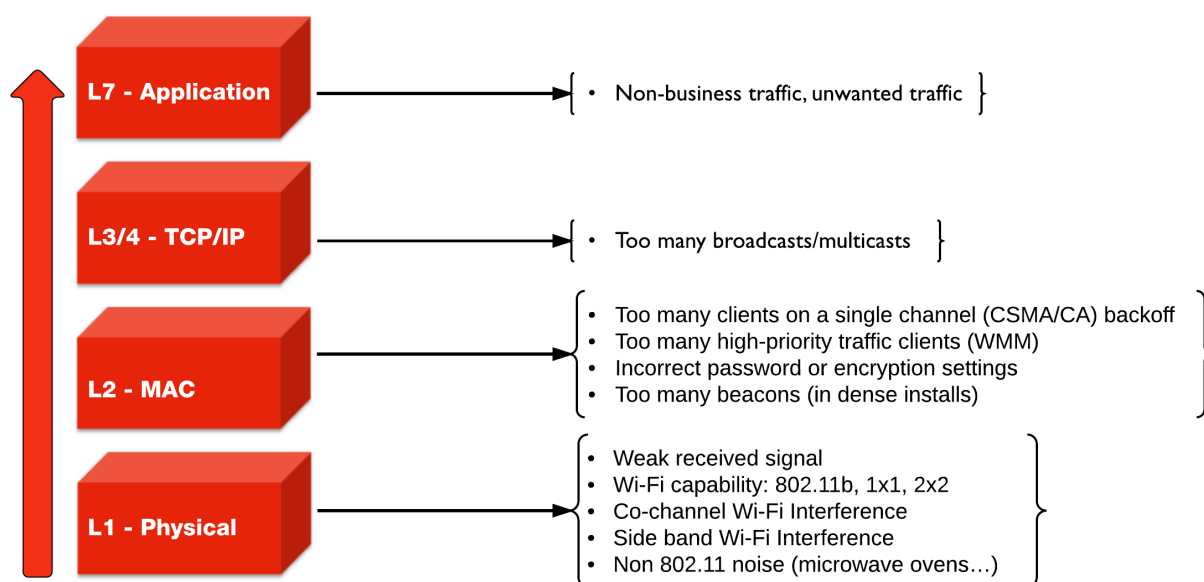 L7 - Application
• Non-business traffic, unwanted traffic
L3/4 - TCP/IP
• Too many broadcasts/multicasts
L2 - MAC
• Too many clients on a single channel (CSMA/CA) backoff
• Too many high-priority traffic clients (WMM)
• Incorrect password or encryption settings
• Too many beacons (in dense installs)
L1 - Physical
• Weak received signal
• Wi-Fi capability: 802.11b, 1x1, 2x2
• Co-channel Wi-Fi Interference
• Side band Wi-Fi Interference
• Non 802.11 noise (microwave ovens…)